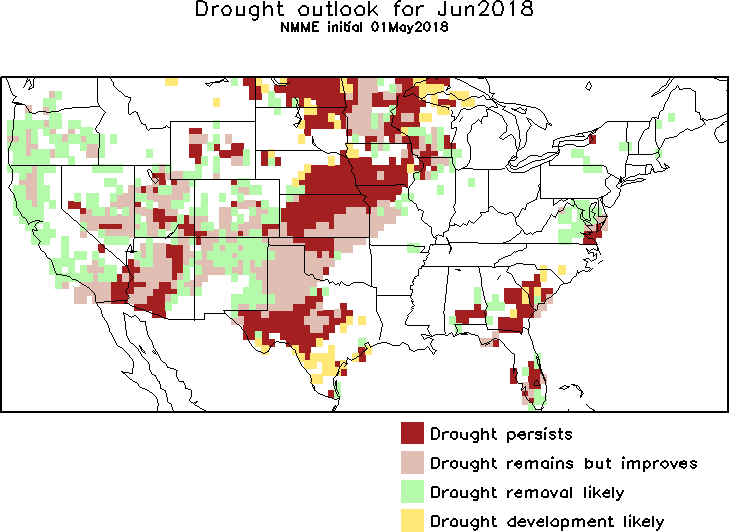 Drought outlook for Jun2018
NMME initial 01May2018
Drought persists
Drought remains but improves
Drought removal likely
Drought development likely